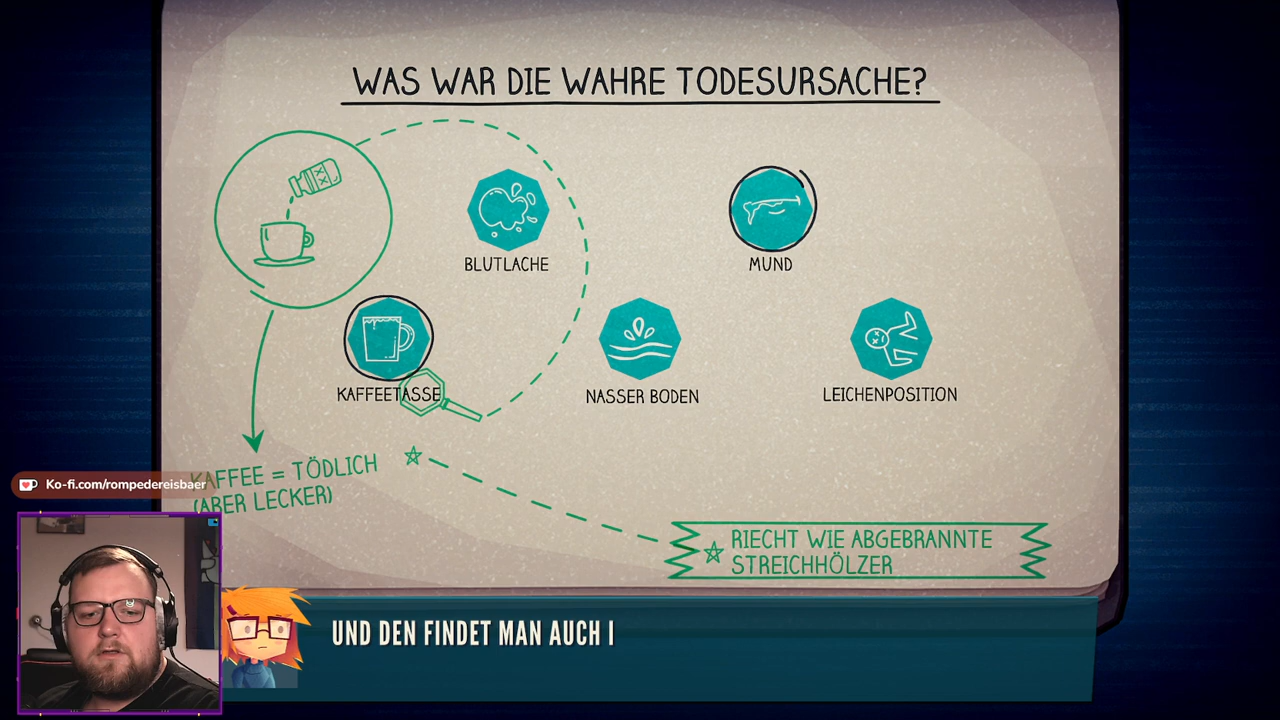 WAS WAR DIE WAHRE TODESURSACHE?
BLUTLACHE
MUND
KAFFEETASSE
NASSER BODEN
LEICHENPOSITION
KAFFEE = TÖDLICH
(ABER LECKER)
Ko-fi.com/rompedereisbaer
RIECHT WIE ABGEBRANNTE
STREICHHÖLZER
UND DEN FINDET MAN AUCH I